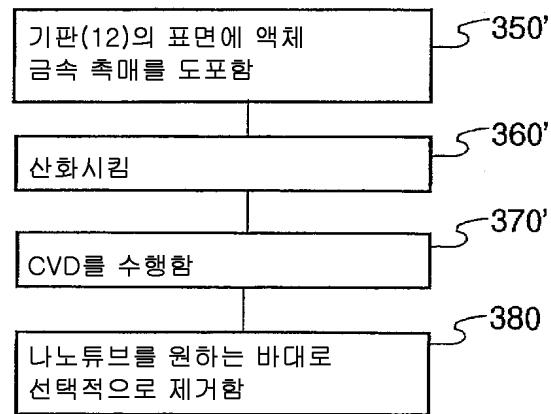 기판(12)의 표면에 액체
금속 촉매를 도포함
350'
산화시킴
360'
CVD를 수행함
370'
나노튜브를 원하는 바대로
선택적으로 제거함
380